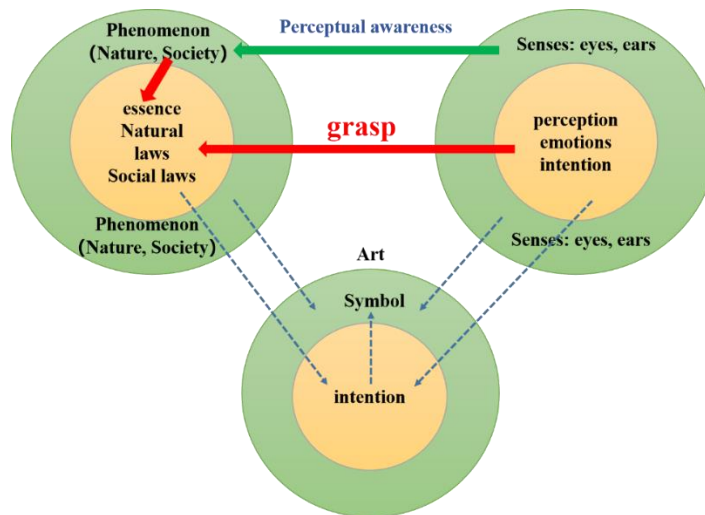 Phenomenon
(Nature, Society)
essence
Natural
laws
Social laws
Phenomenon
(Nature, Society)
Perceptual awareness
grasp
Senses: eyes, ears
perception
emotions
intention
Senses: eyes, ears
Art
Symbol
intention